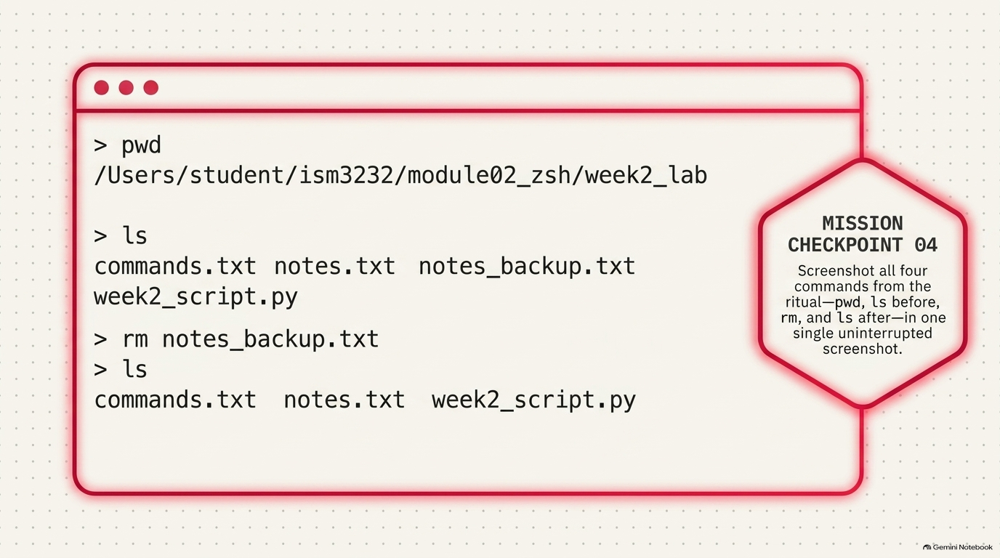 > pwd
/Users/student/ism3232/module02_zsh/week2_lab
> ls
commands.txt notes.txt notes_backup.txt
week2_script.py
> rm notes_backup.txt
> ls
commands.txt notes.txt week2_script.py
MISSION
CHECKPOINT 04
Screenshot all four
commands from the
ritual—pwd, ls before,
rm, and ls after—in one
single uninterrupted
screenshot.
Gemini Notebook